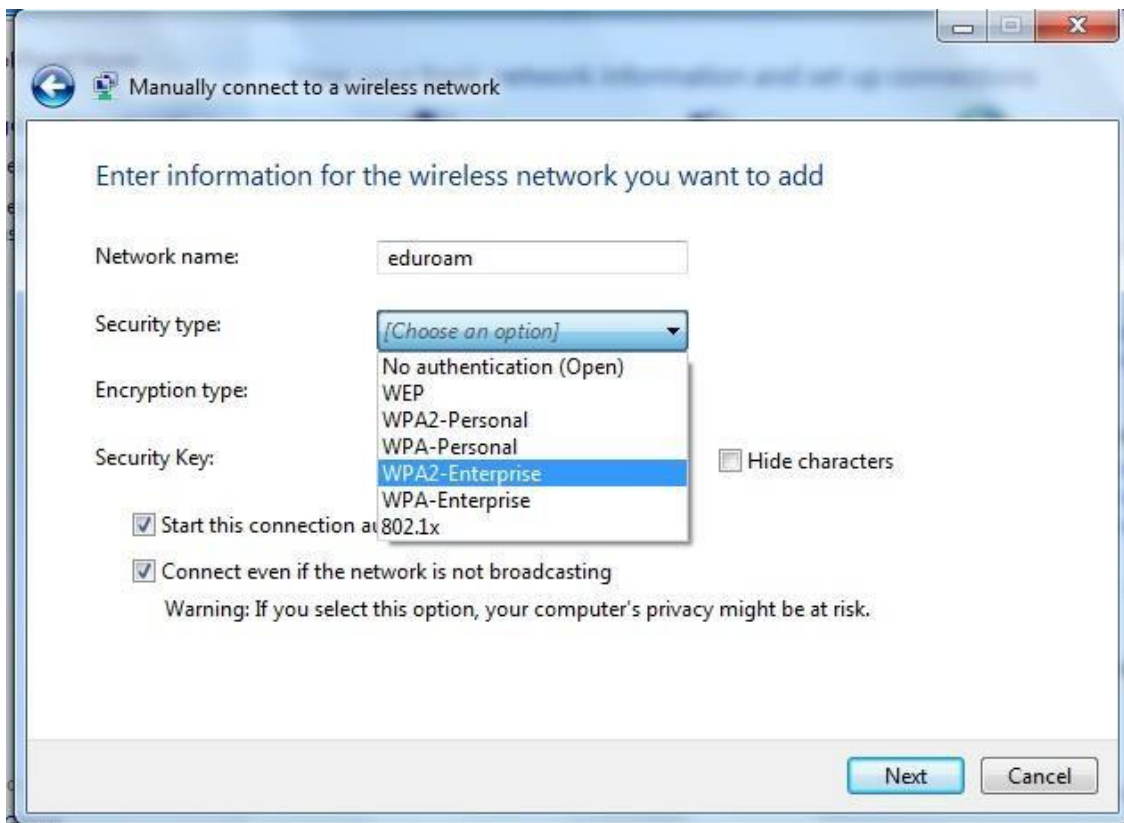 Manually connect to a wireless network
Enter information for the wireless network you want to add
Network name:
eduroam
Security type:
[Choose an option]
No authentication (Open)
Encryption type:
WEP
WPA2-Personal
WPA-Personal
Security Key:
WPA2-Enterprise
Hide characters
WPA-Enterprise
Start this connection au
802.1x
Connect even if the network is not broadcasting
Warning: If you select this option, your computer's privacy might be at risk.
Next
Cancel